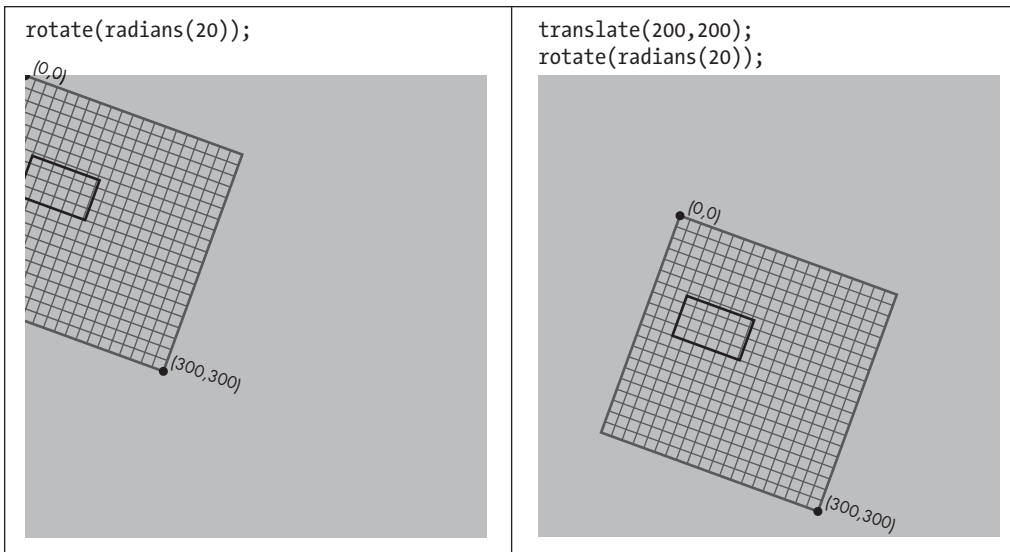 rotate(radians(20));
(0,0)
(300,300)
translate(200,200);
rotate(radians(20));
(0,0)
(300,300)